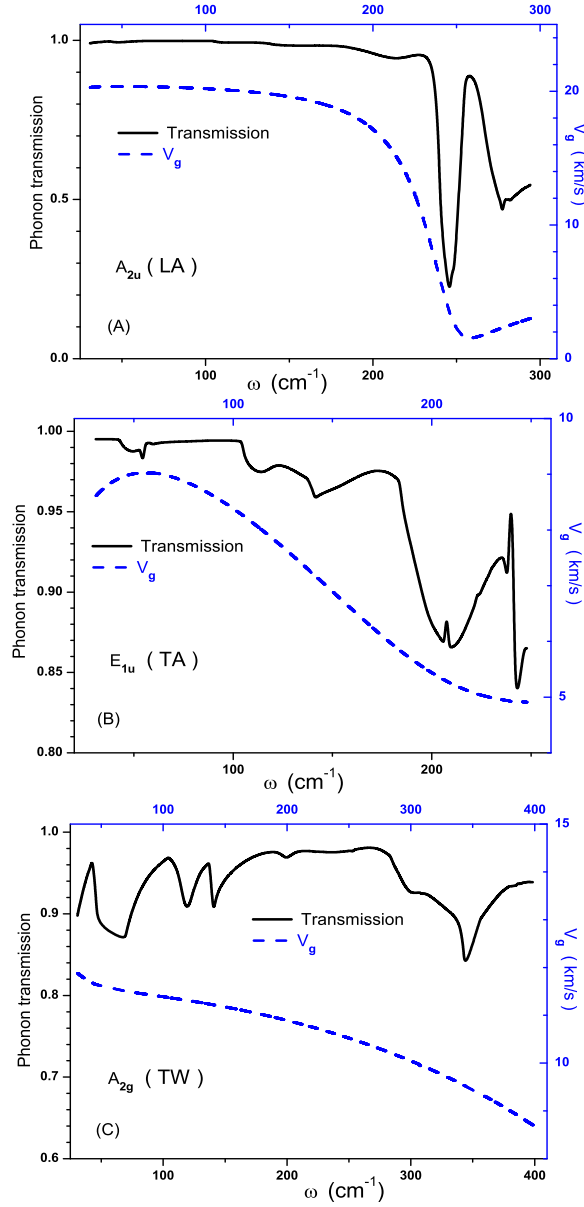 100 200 300
1.0
0.5
0.0
Phonon transmission
20
10
0
Vg (km/s)
Transmission
Vg
A2u ( LA )
(A)
100 200 300
ω (cm-1)
100 200
1.00
0.95
0.90
0.85
0.80
Phonon transmission
10
5
Vg (km/s)
Transmission
Vg
E1u ( TA )
(B)
100 200
ω (cm-1)
100 200 300 400
1.0
0.9
0.8
0.7
0.6
Phonon transmission
15
10
Vg (km/s)
Transmission
Vg
A2g ( TW )
(C)
100 200 300 400
ω (cm-1)